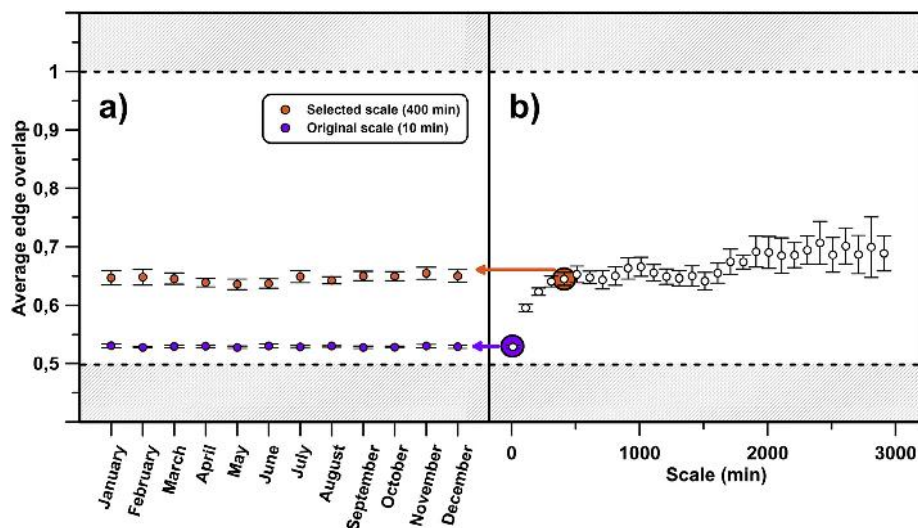 Average edge overlap
1
0,9
0,8
0,7
0,6
0,5
a)
Selected scale (400 min)
Original scale (10 min)
b)
January
February
March
April
May
June
July
August
September
October
November
December
0
1000
2000
3000
Scale (min)